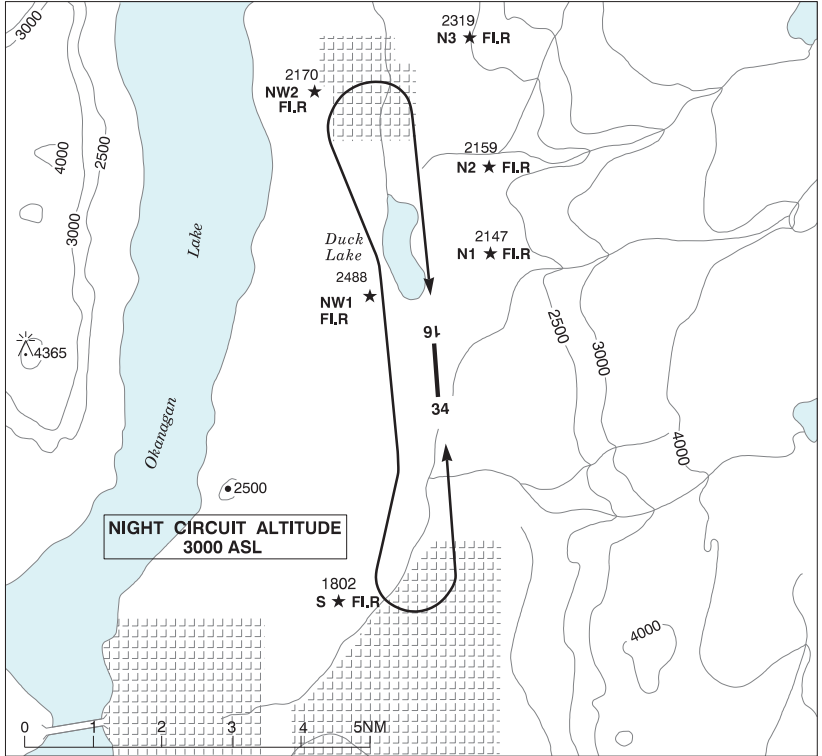 3000
2319
N3 ★ Fl.R
2170
NW2 ★
Fl.R
4000
2500
3000
2159
N2 ★ Fl.R
Lake
Duck
Lake
2147
N1 ★ Fl.R
2488
NW1 ★
Fl.R
16
2500
3000
4365
34
4000
Okanagan
2500
NIGHT CIRCUIT ALTITUDE
3000 ASL
1802
S ★ Fl.R
4000
0 1 2 3 4 5NM